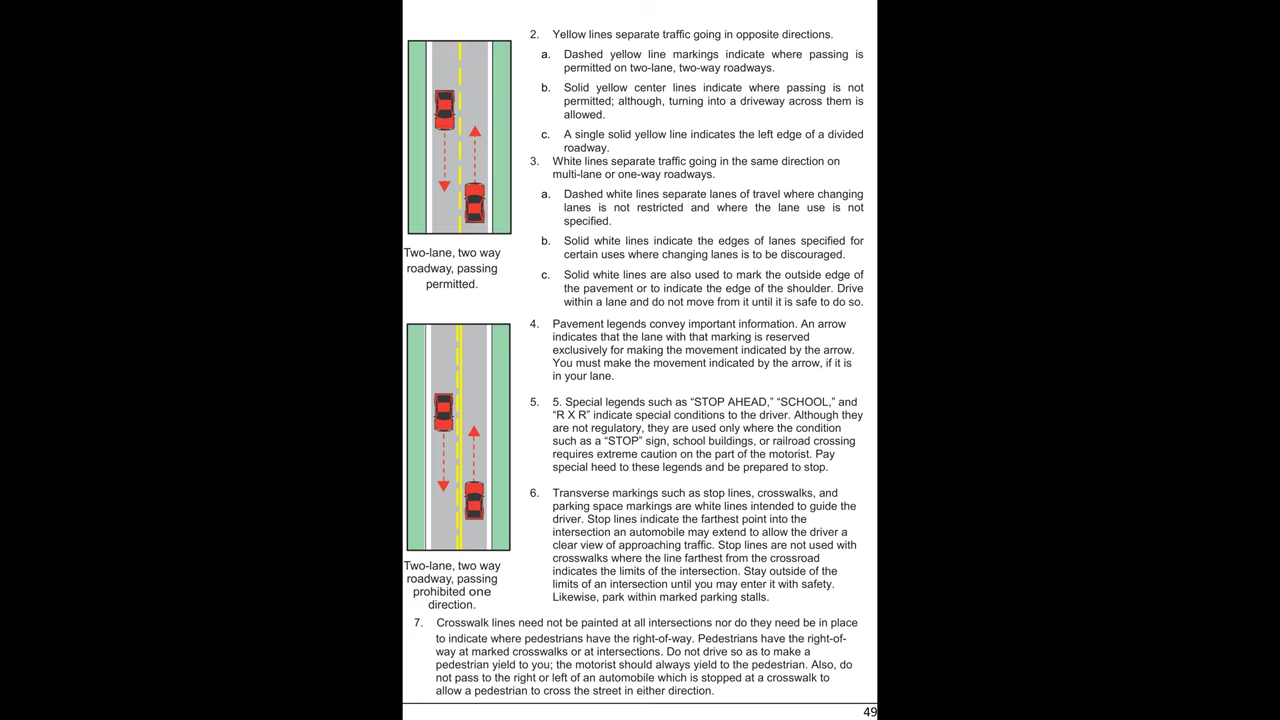 2. Yellow lines separate traffic going in opposite directions.
a. Dashed yellow line markings indicate where passing is
permitted on two-lane, two-way roadways.
b. Solid yellow center lines indicate where passing is not
permitted; although, turning into a driveway across them is
allowed.
c. A single solid yellow line indicates the left edge of a divided
roadway.
3. White lines separate traffic going in the same direction on
multi-lane or one-way roadways.
a. Dashed white lines separate lanes of travel where changing
lanes is not restricted and where the lane use is not
specified.
b. Solid white lines indicate the edges of lanes specified for
certain uses where changing lanes is to be discouraged.
c. Solid white lines are also used to mark the outside edge of
the pavement or to indicate the edge of the shoulder. Drive
within a lane and do not move from it until it is safe to do so.
Two-lane, two way
roadway, passing
permitted.
4. Pavement legends convey important information. An arrow
indicates that the lane with that marking is reserved
exclusively for making the movement indicated by the arrow.
You must make the movement indicated by the arrow, if it is
in your lane.
5. 5. Special legends such as “STOP AHEAD,” “SCHOOL,” and
“R X R” indicate special conditions to the driver. Although they
are not regulatory, they are used only where the condition
such as a “STOP” sign, school buildings, or railroad crossing
requires extreme caution on the part of the motorist. Pay
special heed to these legends and be prepared to stop.
6. Transverse markings such as stop lines, crosswalks, and
parking space markings are white lines intended to guide the
driver. Stop lines indicate the farthest point into the
intersection an automobile may extend to allow the driver a
clear view of approaching traffic. Stop lines are not used with
crosswalks where the line farthest from the crossroad
indicates the limits of the intersection. Stay outside of the
limits of an intersection until you may enter it with safety.
Likewise, park within marked parking stalls.
Two-lane, two way
roadway, passing
prohibited one
direction.
7. Crosswalk lines need not be painted at all intersections nor do they need be in place
to indicate where pedestrians have the right-of-way. Pedestrians have the right-of-
way at marked crosswalks or at intersections. Do not drive so as to make a
pedestrian yield to you; the motorist should always yield to the pedestrian. Also, do
not pass to the right or left of an automobile which is stopped at a crosswalk to
allow a pedestrian to cross the street in either direction.
49